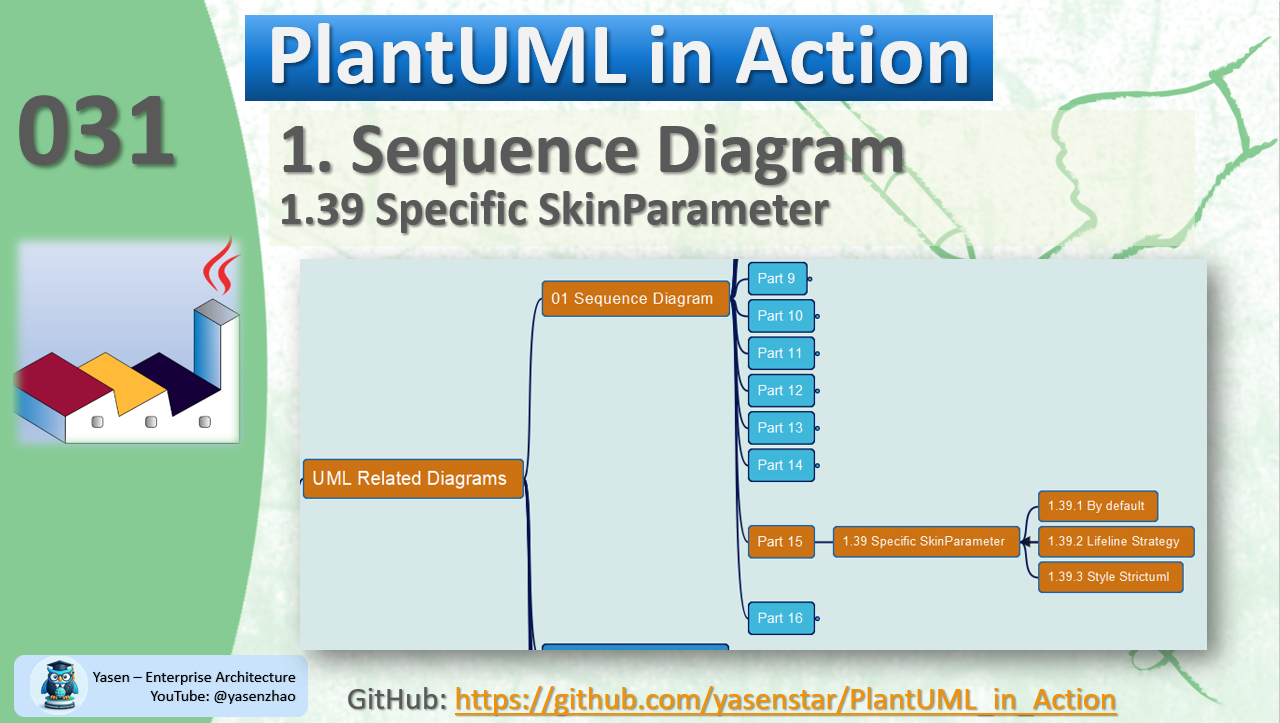 PlantUML in Action
031
1. Sequence Diagram
1.39 Specific SkinParameter
01 Sequence Diagram
Part 9
Part 10
Part 11
Part 12
Part 13
Part 14
UML Related Diagrams
Part 15
1.39 Specific SkinParameter
1.39.1 By default
1.39.2 Lifeline Strategy
1.39.3 Style Strictuml
Part 16
Yasen – Enterprise Architecture
YouTube: @yasenzhao
GitHub: https://github.com/yasenstar/PlantUML_in_Action